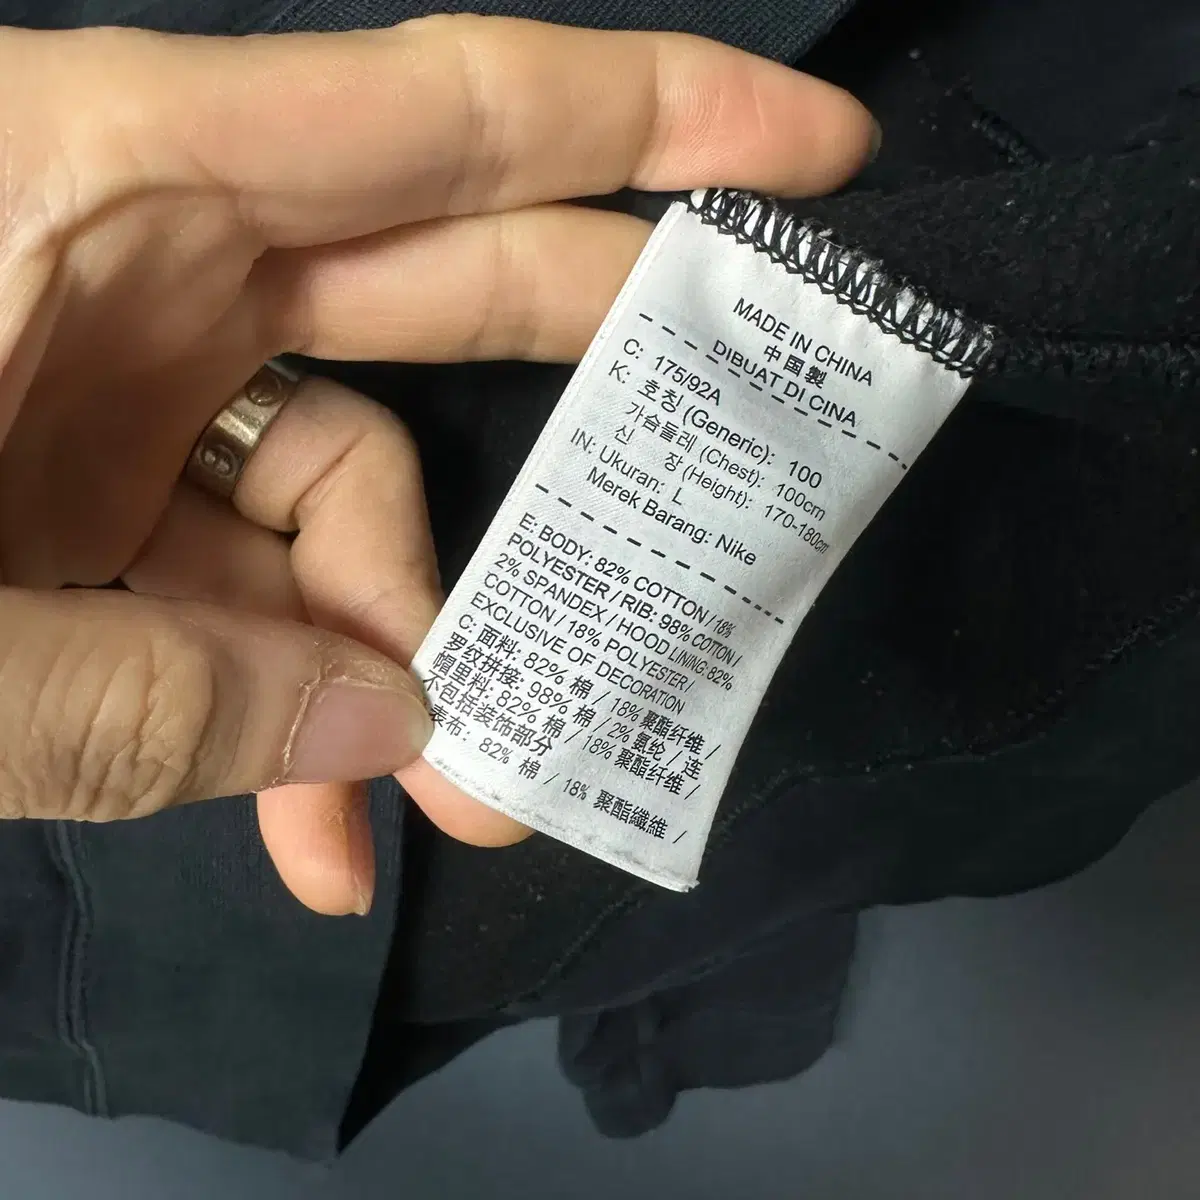 MADE IN CHINA
中国製
DIBUAT DI CINA
C: 175/92A
K: 호칭 (Generic): 100
가슴둘레 (Chest): 100cm
신 장 (Height): 170-180cm
IN: Ukuran: L
Merek Barang: Nike
E: BODY: 82% COTTON / 18%
POLYESTER / RIB: 98% COTTON /
2% SPANDEX / HOOD LINING: 82%
COTTON / 18% POLYESTER /
EXCLUSIVE OF DECORATION
C: 面料: 82% 棉 / 18% 聚酯纤维 /
罗纹拼接: 98% 棉 / 2% 氨纶 / 连
帽里料: 82% 棉 / 18% 聚酯纤维 /
不包括装饰部分
表布: 82% 棉 / 18% 聚酯纖維 /